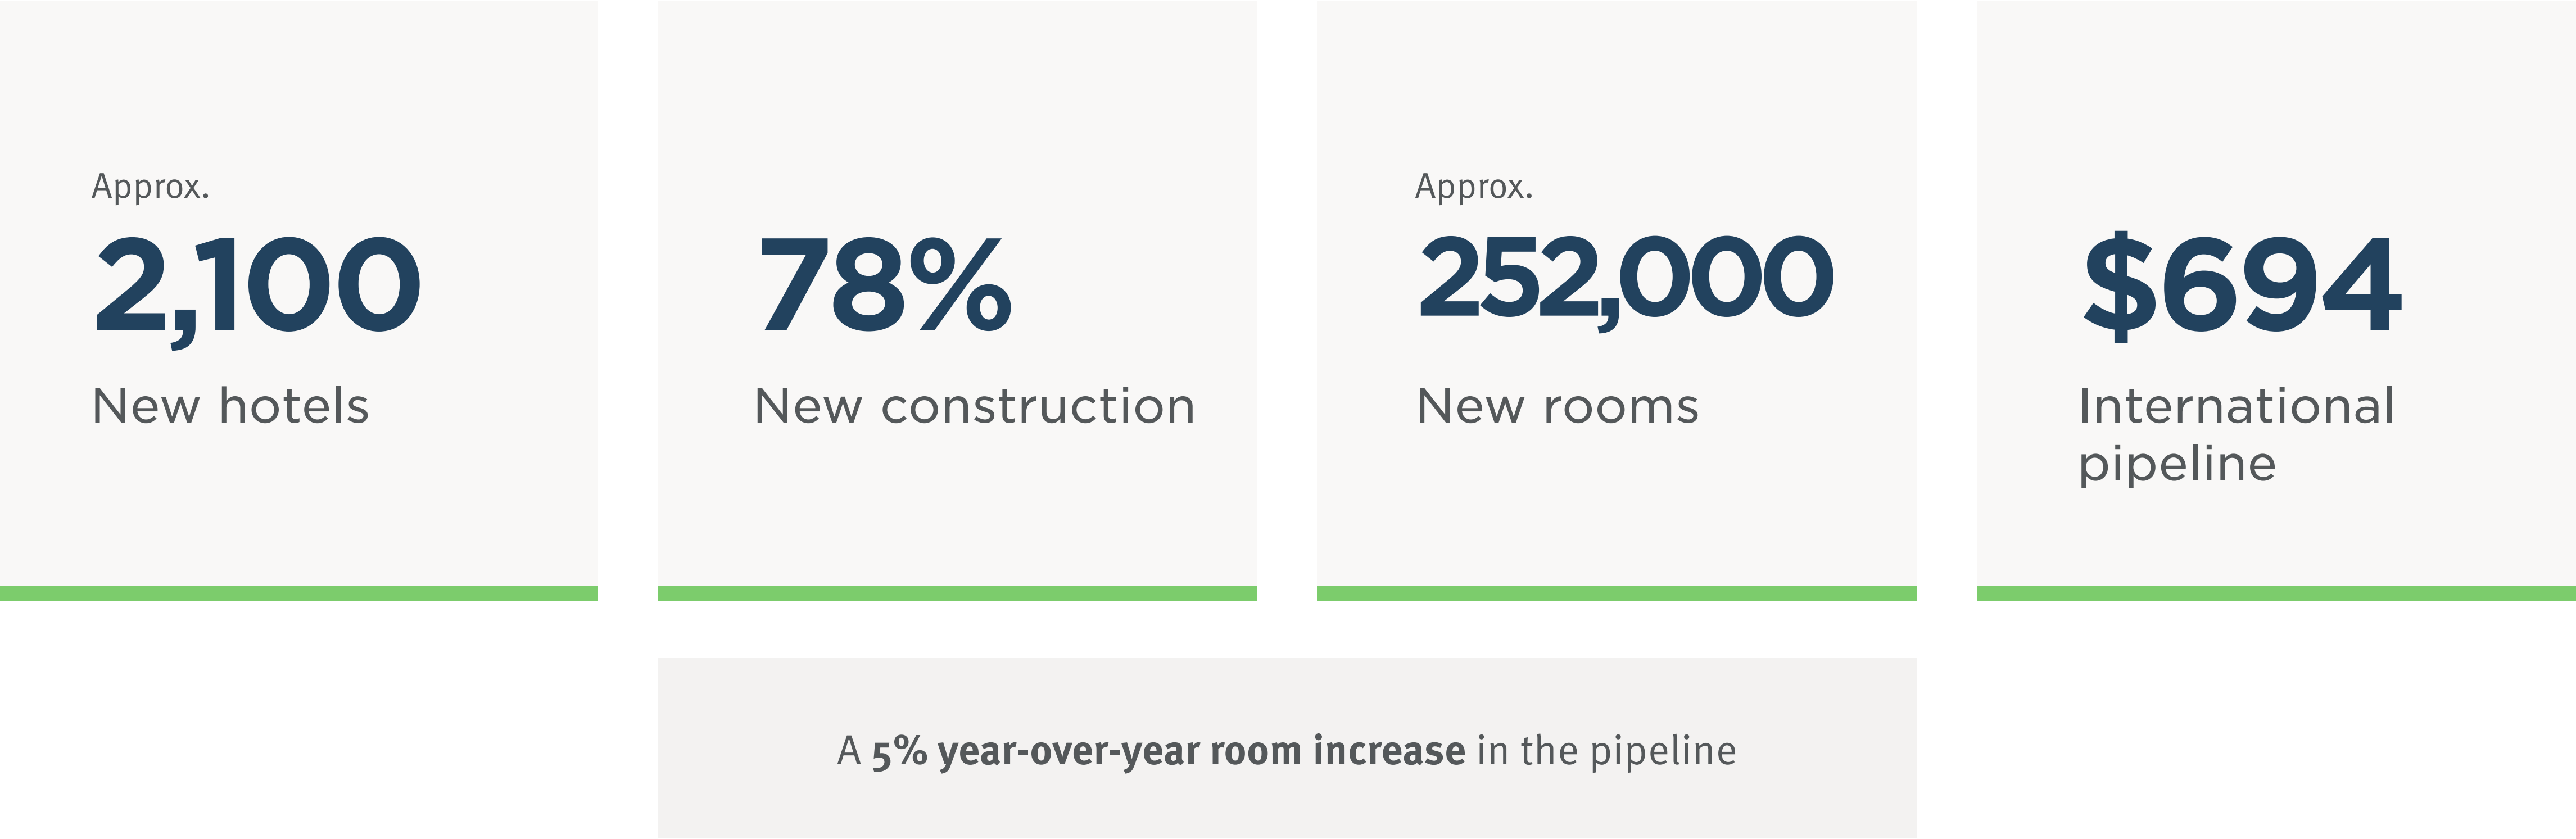 Approx.
2,100
New hotels
78%
New construction
Approx.
252,000
New rooms
$694
International
pipeline
A 5% year-over-year room increase in the pipeline